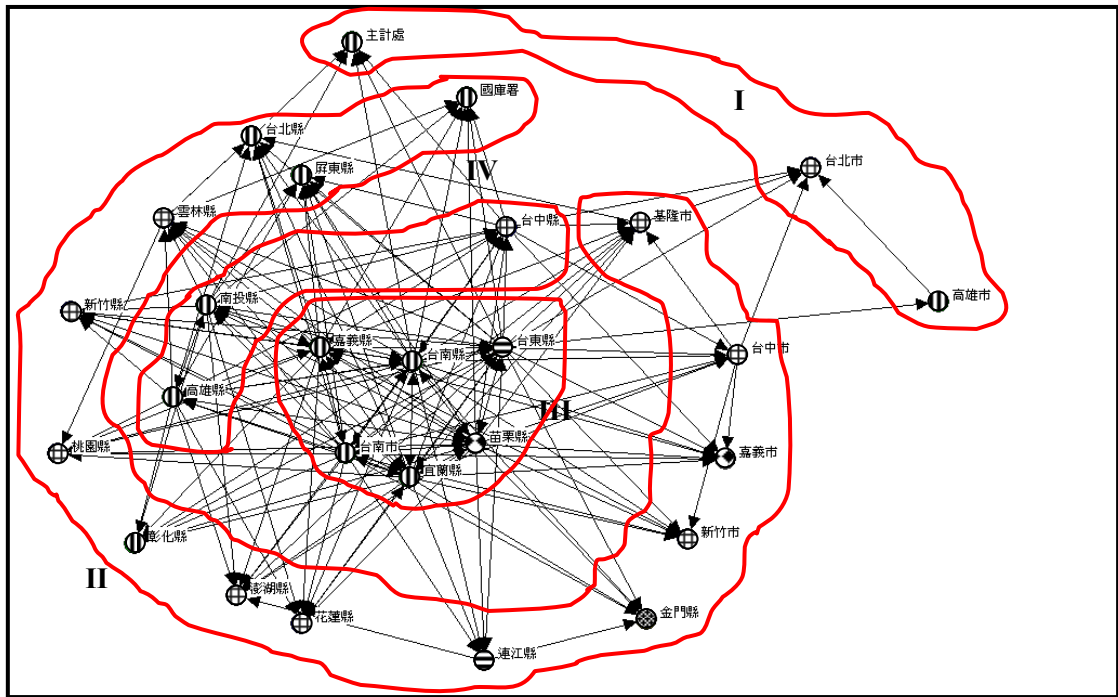 主計處
國庫署
I
台北縣
台北市
屏東縣
IV
雲林縣
台中縣
基隆市
新竹縣
南投縣
高雄市
嘉義縣
台南縣
台東縣
台中市
高雄縣
III
桃園縣
台南市
苗栗縣
嘉義市
宜蘭縣
彰化縣
新竹市
II
澎湖縣
花蓮縣
金門縣
連江縣